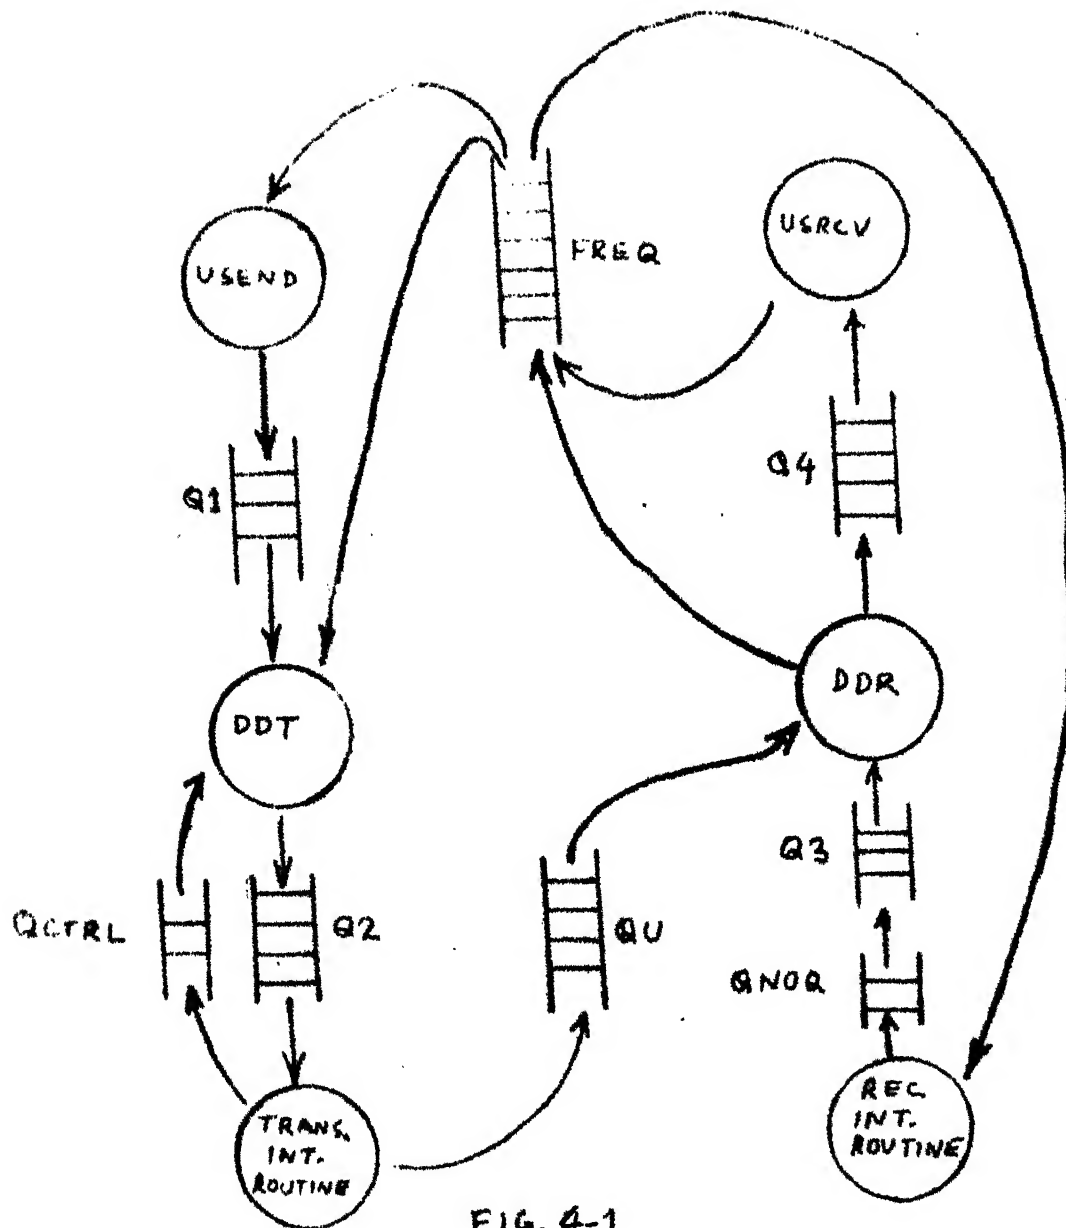 FREQ
USRCV
USEND
Q4
Q1
DDR
DDT
Q3
QCTRL
Q2
QU
QNOQ
REC
INT.
ROUTINE
TRANS.
INT.
ROUTINE
FIG. 4-1